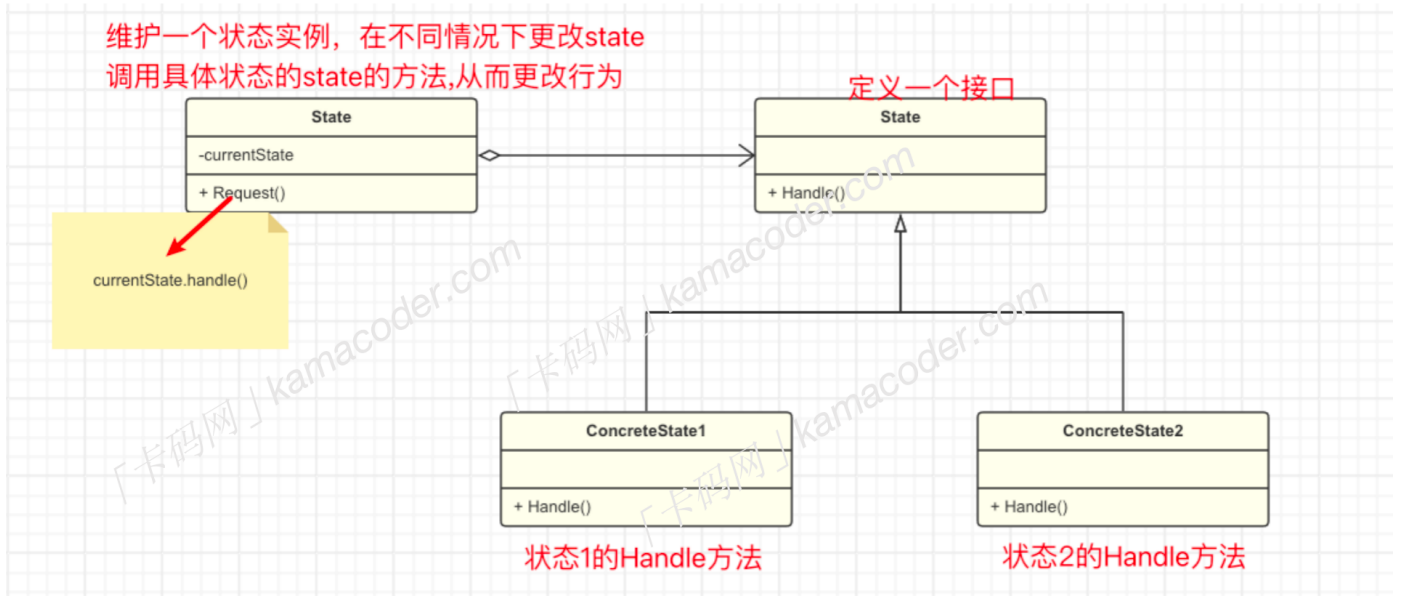 维护一个状态实例，在不同情况下更改state
调用具体状态的state的方法,从而更改行为
定义一个接口
State
-currentState
+ Request()
State
+ Handle()
currentState.handle()
ConcreteState1
+ Handle()
ConcreteState2
+ Handle()
状态1的Handle方法
状态2的Handle方法
「卡码网」kamacoder.com
「卡码网」kamacoder.com
「卡码网」kamacoder.com